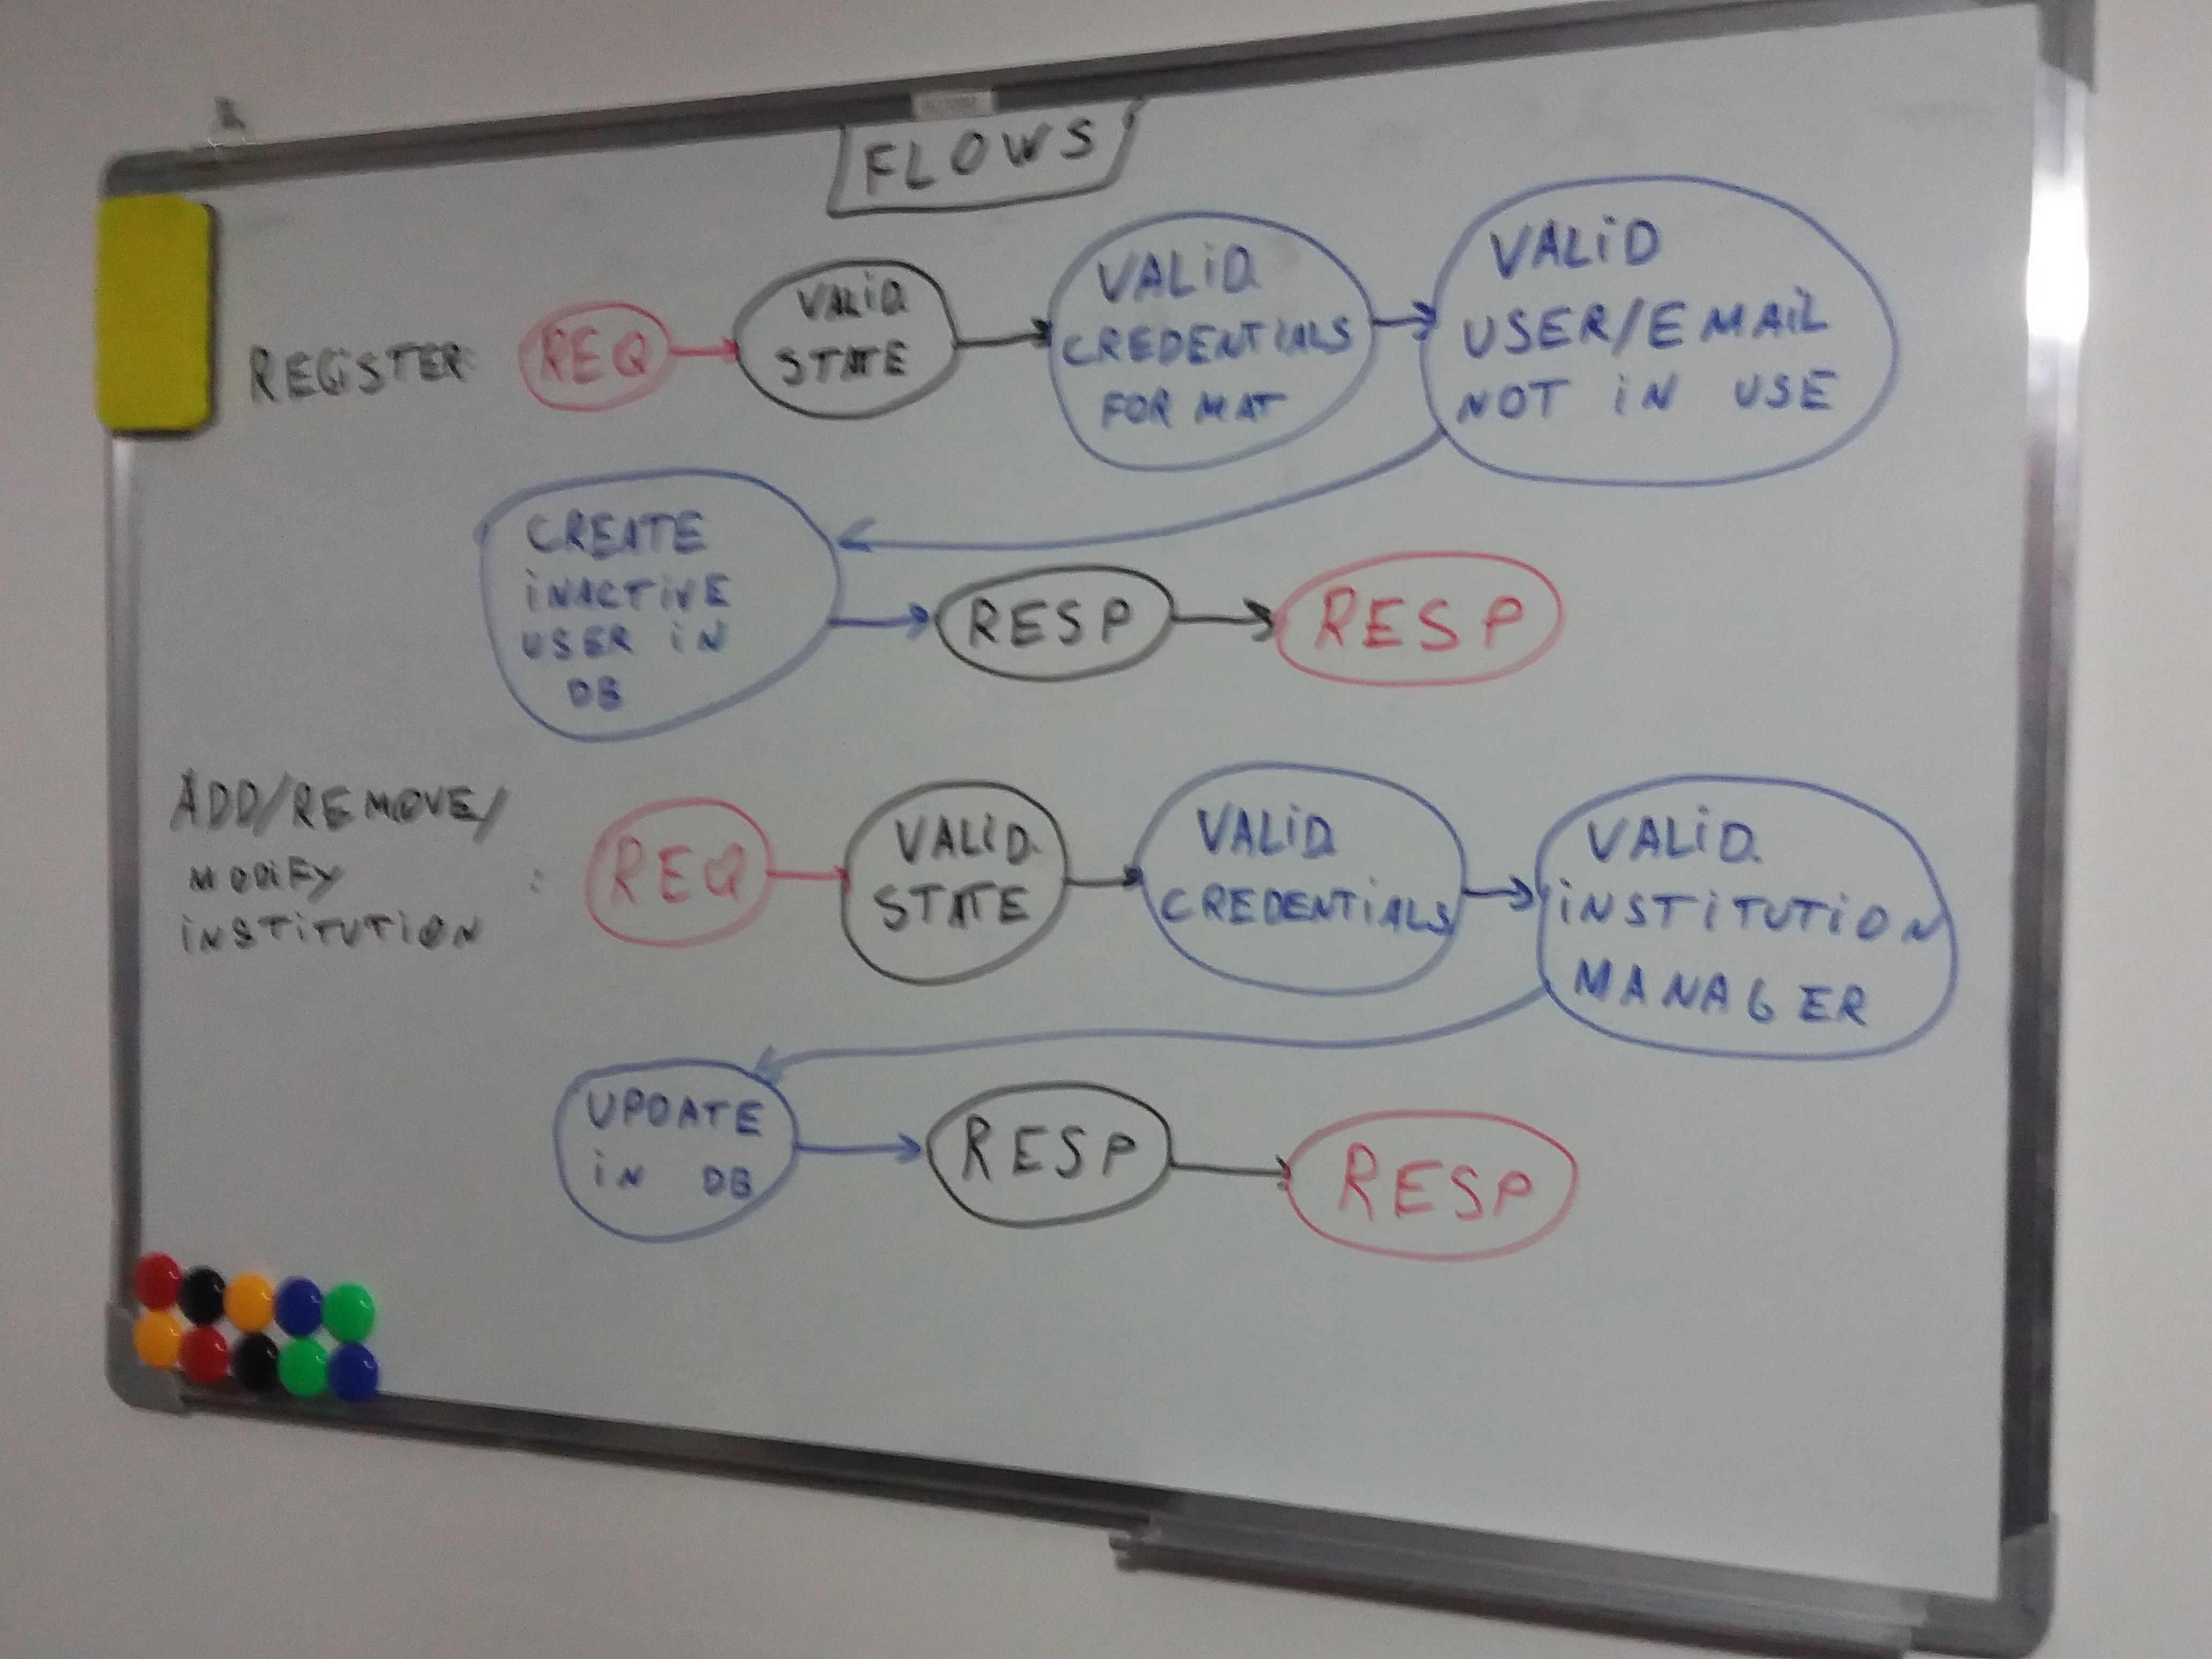 FLOWS
REGISTER:
REQ
VALID.
STATE
VALID.
CREDENTIALS
FORMAT
VALID
USER/EMAIL
NOT IN USE
CREATE
INACTIVE
USER IN
DB
RESP
RESP
ADD/REMOVE/
MODIFY
INSTITUTION
:
REQ
VALID.
STATE
VALID.
CREDENTIALS
VALID.
INSTITUTION
MANAGER
UPDATE
IN DB
RESP
RESP